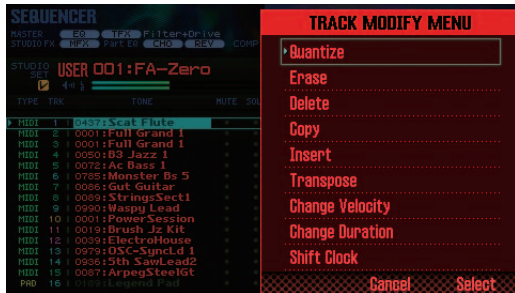 SEQUENCER
MASTER EQ TFX Filter+Drive
STUDIO FX MFX Part EQ CHO REV COMP
STUDIO SET USER 001:FA-Zero
TYPE TRK TONE MUTE SOL
MIDI 1 0437:Scat Flute
MIDI 2 0001:Full Grand 1
MIDI 3 0001:Full Grand 1
MIDI 4 0050:B3 Jazz 1
MIDI 5 0072:Ac Bass 1
MIDI 6 0785:Monster Bs 5
MIDI 7 0086:Gut Guitar
MIDI 8 0089:StringsSect1
MIDI 9 0990:Waspy Lead
MIDI 10 0001:PowerSession
MIDI 11 0019:Brush Jz Kit
MIDI 12 0039:ElectroHouse
MIDI 13 0979:OSC-SyncLd 1
MIDI 14 0936:5th SawLead2
MIDI 15 0087:ArpegSteelGt
PAD 16 0109:Legend Pad
TRACK MODIFY MENU
Quantize
Erase
Delete
Copy
Insert
Transpose
Change Velocity
Change Duration
Shift Clock
Cancel Select